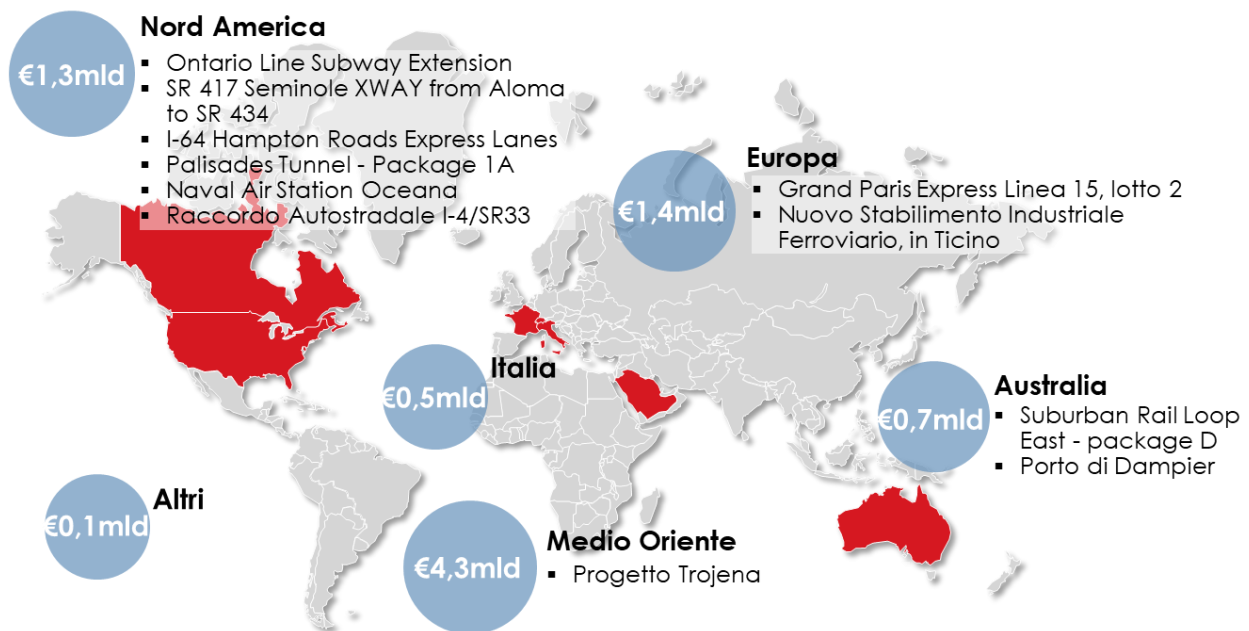 Nord America
€1,3mld
▪ Ontario Line Subway Extension
▪ SR 417 Seminole XWAY from Aloma
to SR 434
▪ I-64 Hampton Roads Express Lanes
▪ Palisades Tunnel - Package 1A
▪ Naval Air Station Oceana
▪ Raccordo Autostradale I-4/SR33
Europa
€1,4mld
▪ Grand Paris Express Linea 15, lotto 2
▪ Nuovo Stabilimento Industriale
Ferroviario, in Ticino
Italia
€0,5mld
Australia
€0,7mld
▪ Suburban Rail Loop
East - package D
▪ Porto di Dampier
Altri
€0,1mld
Medio Oriente
€4,3mld
▪ Progetto Trojena